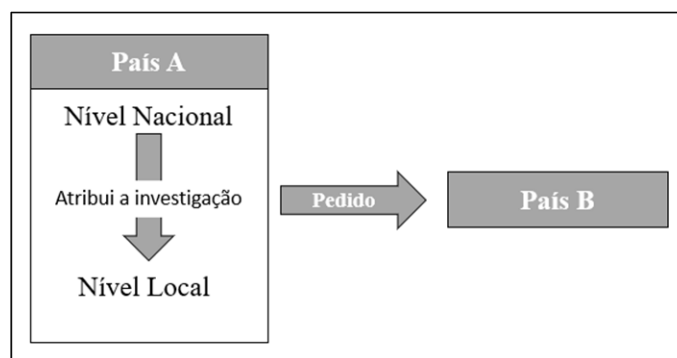 País A
Nível Nacional
Atribui a investigação
Nível Local
Pedido
País B